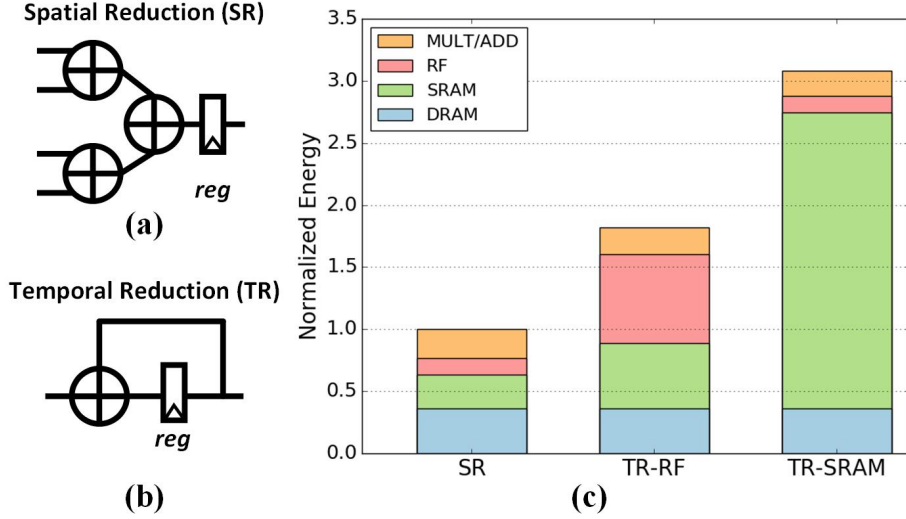 Spatial Reduction (SR)
reg
(a)
Temporal Reduction (TR)
reg
(b)
Normalized Energy
3.5
3.0
2.5
2.0
1.5
1.0
0.5
0.0
MULT/ADD
RF
SRAM
DRAM
SR
TR-RF
TR-SRAM
(c)